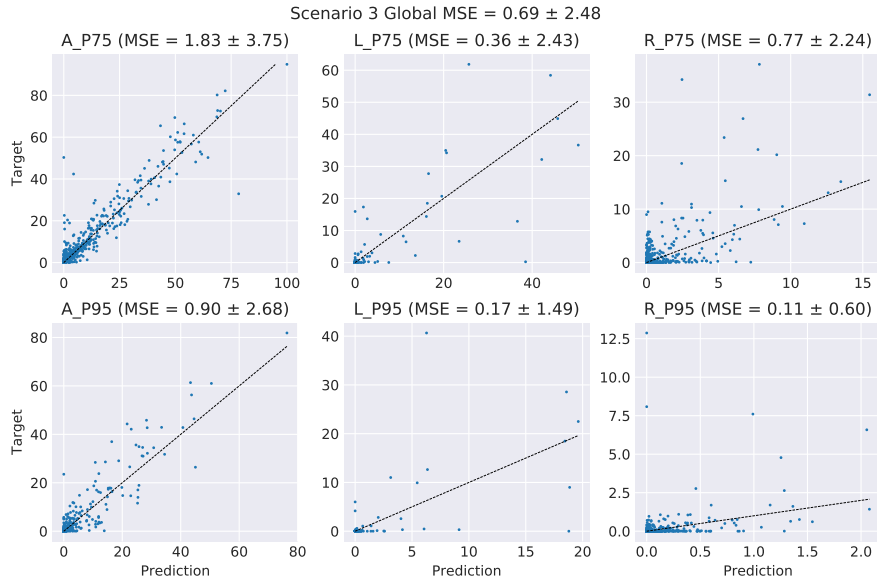 Scenario 3 Global MSE = 0.69 ± 2.48
A_P75 (MSE = 1.83 ± 3.75)
L_P75 (MSE = 0.36 ± 2.43)
R_P75 (MSE = 0.77 ± 2.24)
Target
80
60
40
20
0
0 25 50 75 100
60
50
40
30
20
10
0
0 20 40
30
20
10
0
0 5 10 15
A_P95 (MSE = 0.90 ± 2.68)
L_P95 (MSE = 0.17 ± 1.49)
R_P95 (MSE = 0.11 ± 0.60)
Target
80
60
40
20
0
0 20 40 60 80
Prediction
40
30
20
10
0
0 5 10 15 20
Prediction
12.5
10.0
7.5
5.0
2.5
0.0
0.0 0.5 1.0 1.5 2.0
Prediction